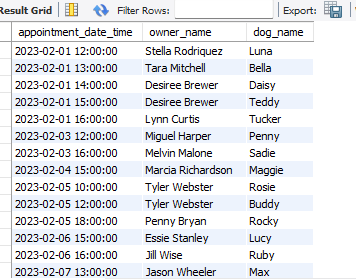 Result Grid Filter Rows: Export:
appointment_date_time owner_name dog_name
2023-02-01 12:00:00 Stella Rodriquez Luna
2023-02-01 13:00:00 Tara Mitchell Bella
2023-02-01 14:00:00 Desiree Brewer Daisy
2023-02-01 15:00:00 Desiree Brewer Teddy
2023-02-01 16:00:00 Lynn Curtis Tucker
2023-02-03 12:00:00 Miguel Harper Penny
2023-02-03 16:00:00 Melvin Malone Sadie
2023-02-04 15:00:00 Marcia Richardson Maggie
2023-02-05 10:00:00 Tyler Webster Rosie
2023-02-05 12:00:00 Tyler Webster Buddy
2023-02-05 18:00:00 Penny Bryan Rocky
2023-02-06 15:00:00 Essie Stanley Lucy
2023-02-06 16:00:00 Jill Wise Ruby
2023-02-07 13:00:00 Jason Wheeler Max